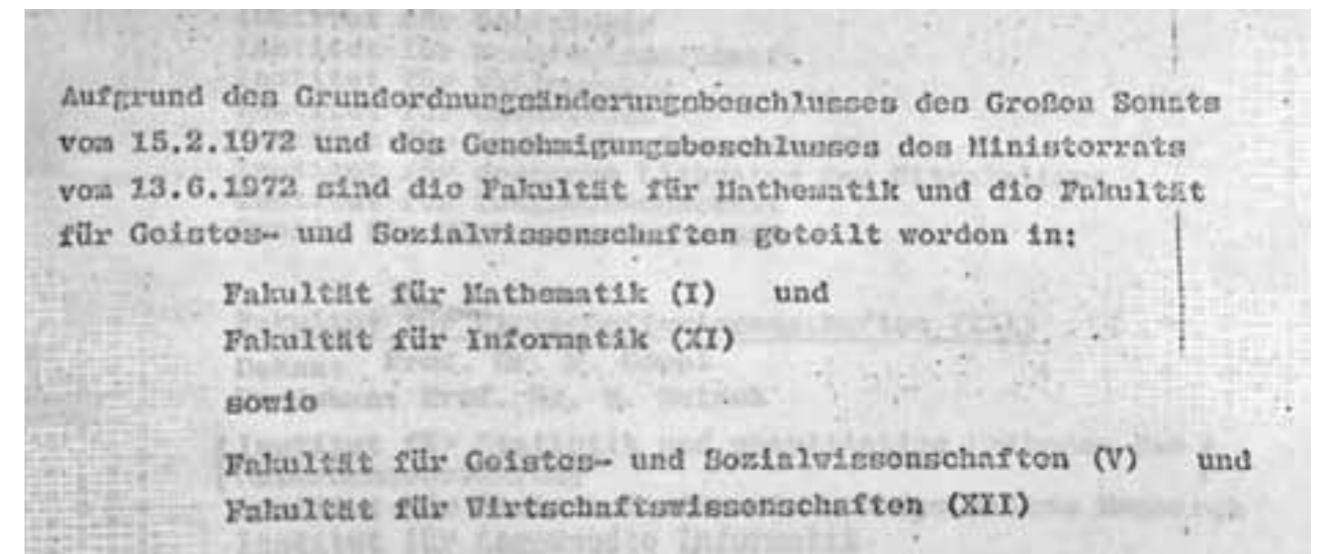 Aufgrund des Grundordnungsänderungsbeschlusses des Großen Senats
vom 15.2.1972 und des Genehmigungsbeschlusses des Ministerrats
vom 13.6.1972 sind die Fakultät für Mathematik und die Fakultät
für Geistes- und Sozialwissenschaften geteilt worden in:
Fakultät für Mathematik (I) und
Fakultät für Informatik (XI)
sowie
Fakultät für Geistes- und Sozialwissenschaften (V) und
Fakultät für Wirtschaftswissenschaften (XII)